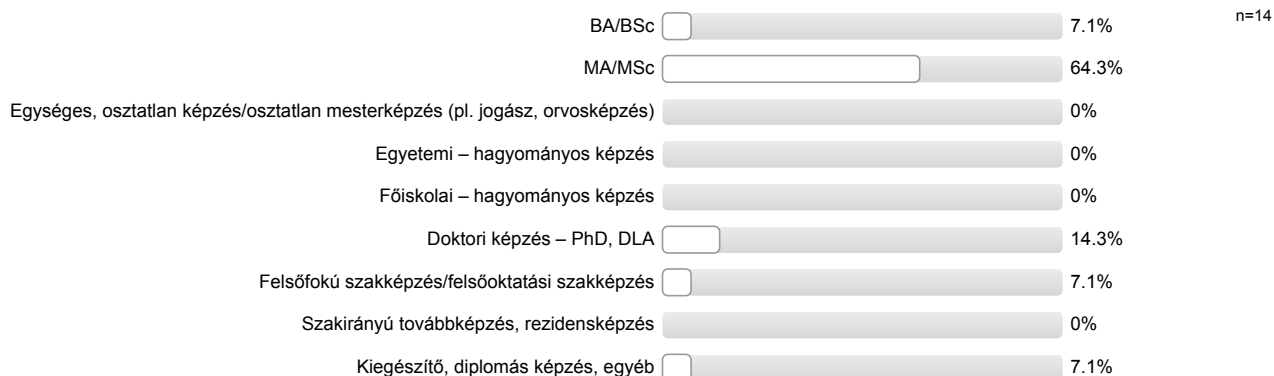 BA/BSc 7.1% n=14
MA/MSc 64.3%
Egységes, osztatlan képzés/osztatlan mesterképzés (pl. jogász, orvosképzés) 0%
Egyetemi – hagyományos képzés 0%
Főiskolai – hagyományos képzés 0%
Doktori képzés – PhD, DLA 14.3%
Felsőfokú szakképzés/felsőoktatási szakképzés 7.1%
Szakirányú továbbképzés, rezidensképzés 0%
Kiegészítő, diplomás képzés, egyéb 7.1%